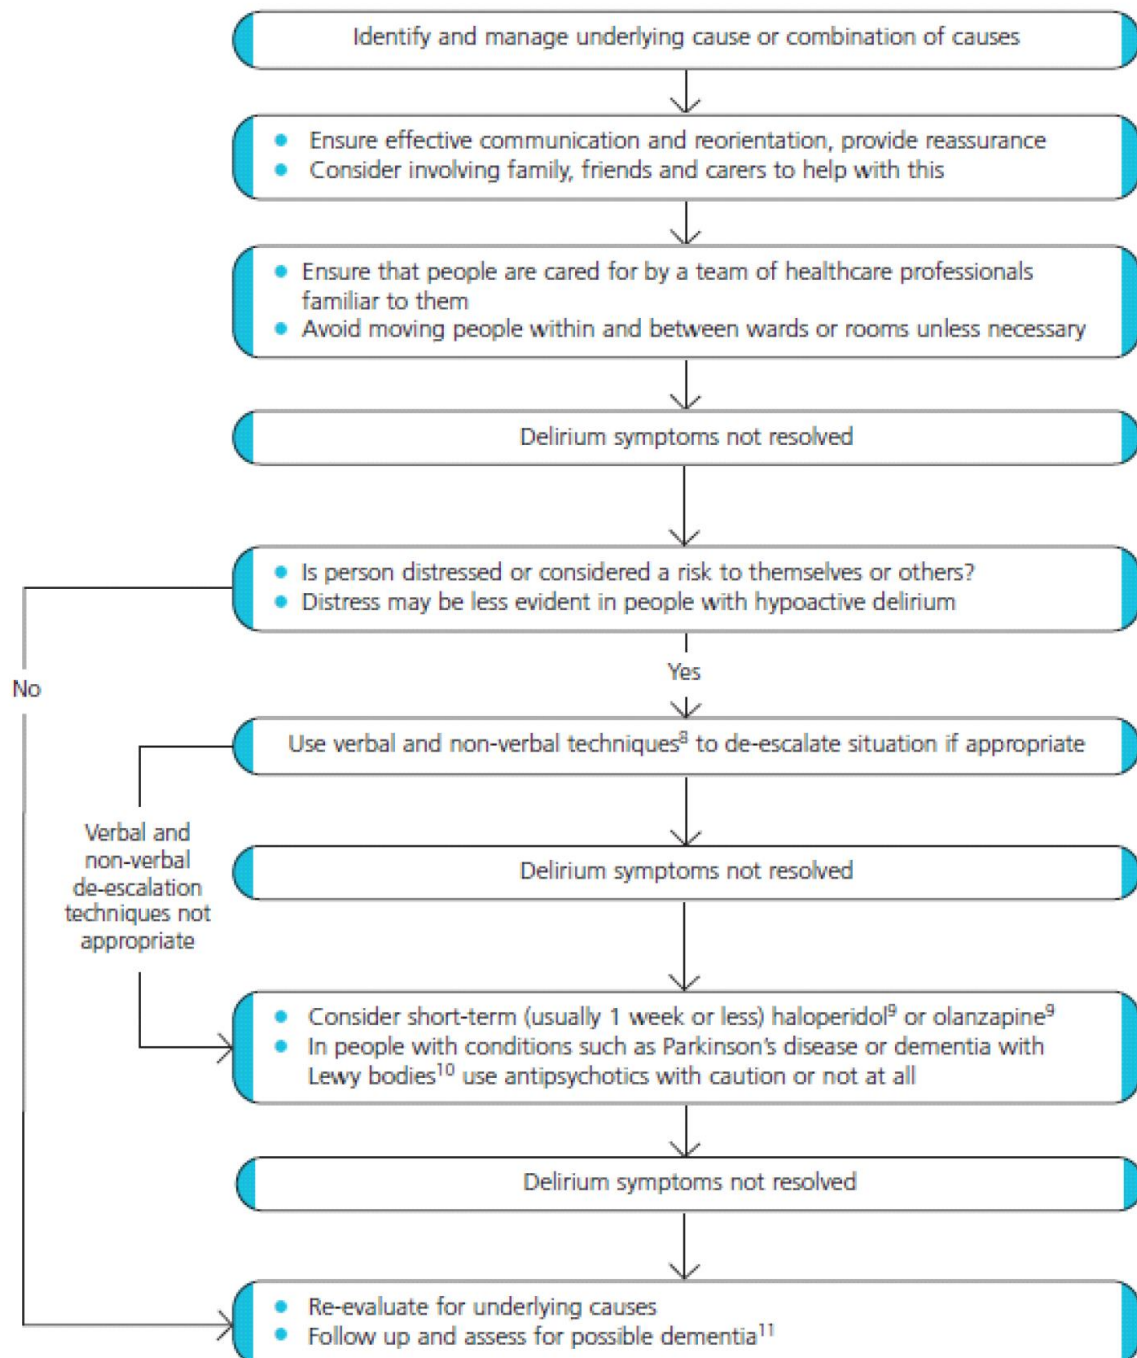 Identify and manage underlying cause or combination of causes
• Ensure effective communication and reorientation, provide reassurance
• Consider involving family, friends and carers to help with this
• Ensure that people are cared for by a team of healthcare professionals
familiar to them
• Avoid moving people within and between wards or rooms unless necessary
Delirium symptoms not resolved
• Is person distressed or considered a risk to themselves or others?
• Distress may be less evident in people with hypoactive delirium
No
Yes
Use verbal and non-verbal techniques⁸ to de-escalate situation if appropriate
Verbal and
non-verbal
de-escalation
techniques not
appropriate
Delirium symptoms not resolved
• Consider short-term (usually 1 week or less) haloperidol⁹ or olanzapine⁹
• In people with conditions such as Parkinson's disease or dementia with
Lewy bodies¹⁰ use antipsychotics with caution or not at all
Delirium symptoms not resolved
• Re-evaluate for underlying causes
• Follow up and assess for possible dementia¹¹